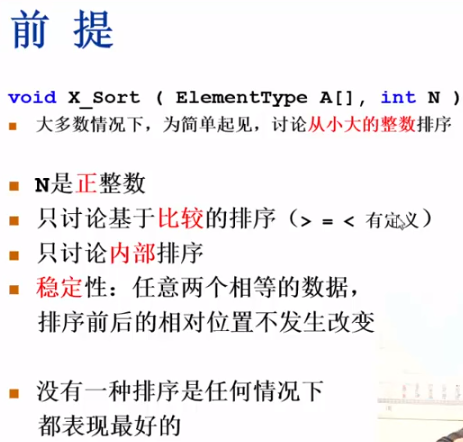 前 提
void X_Sort ( ElementType A[], int N )
大多数情况下，为简单起见，讨论从小大的整数排序
N是正整数
只讨论基于比较的排序（> = < 有定义）
只讨论内部排序
稳定性：任意两个相等的数据，
排序前后的相对位置不发生改变
没有一种排序是任何情况下
都表现最好的